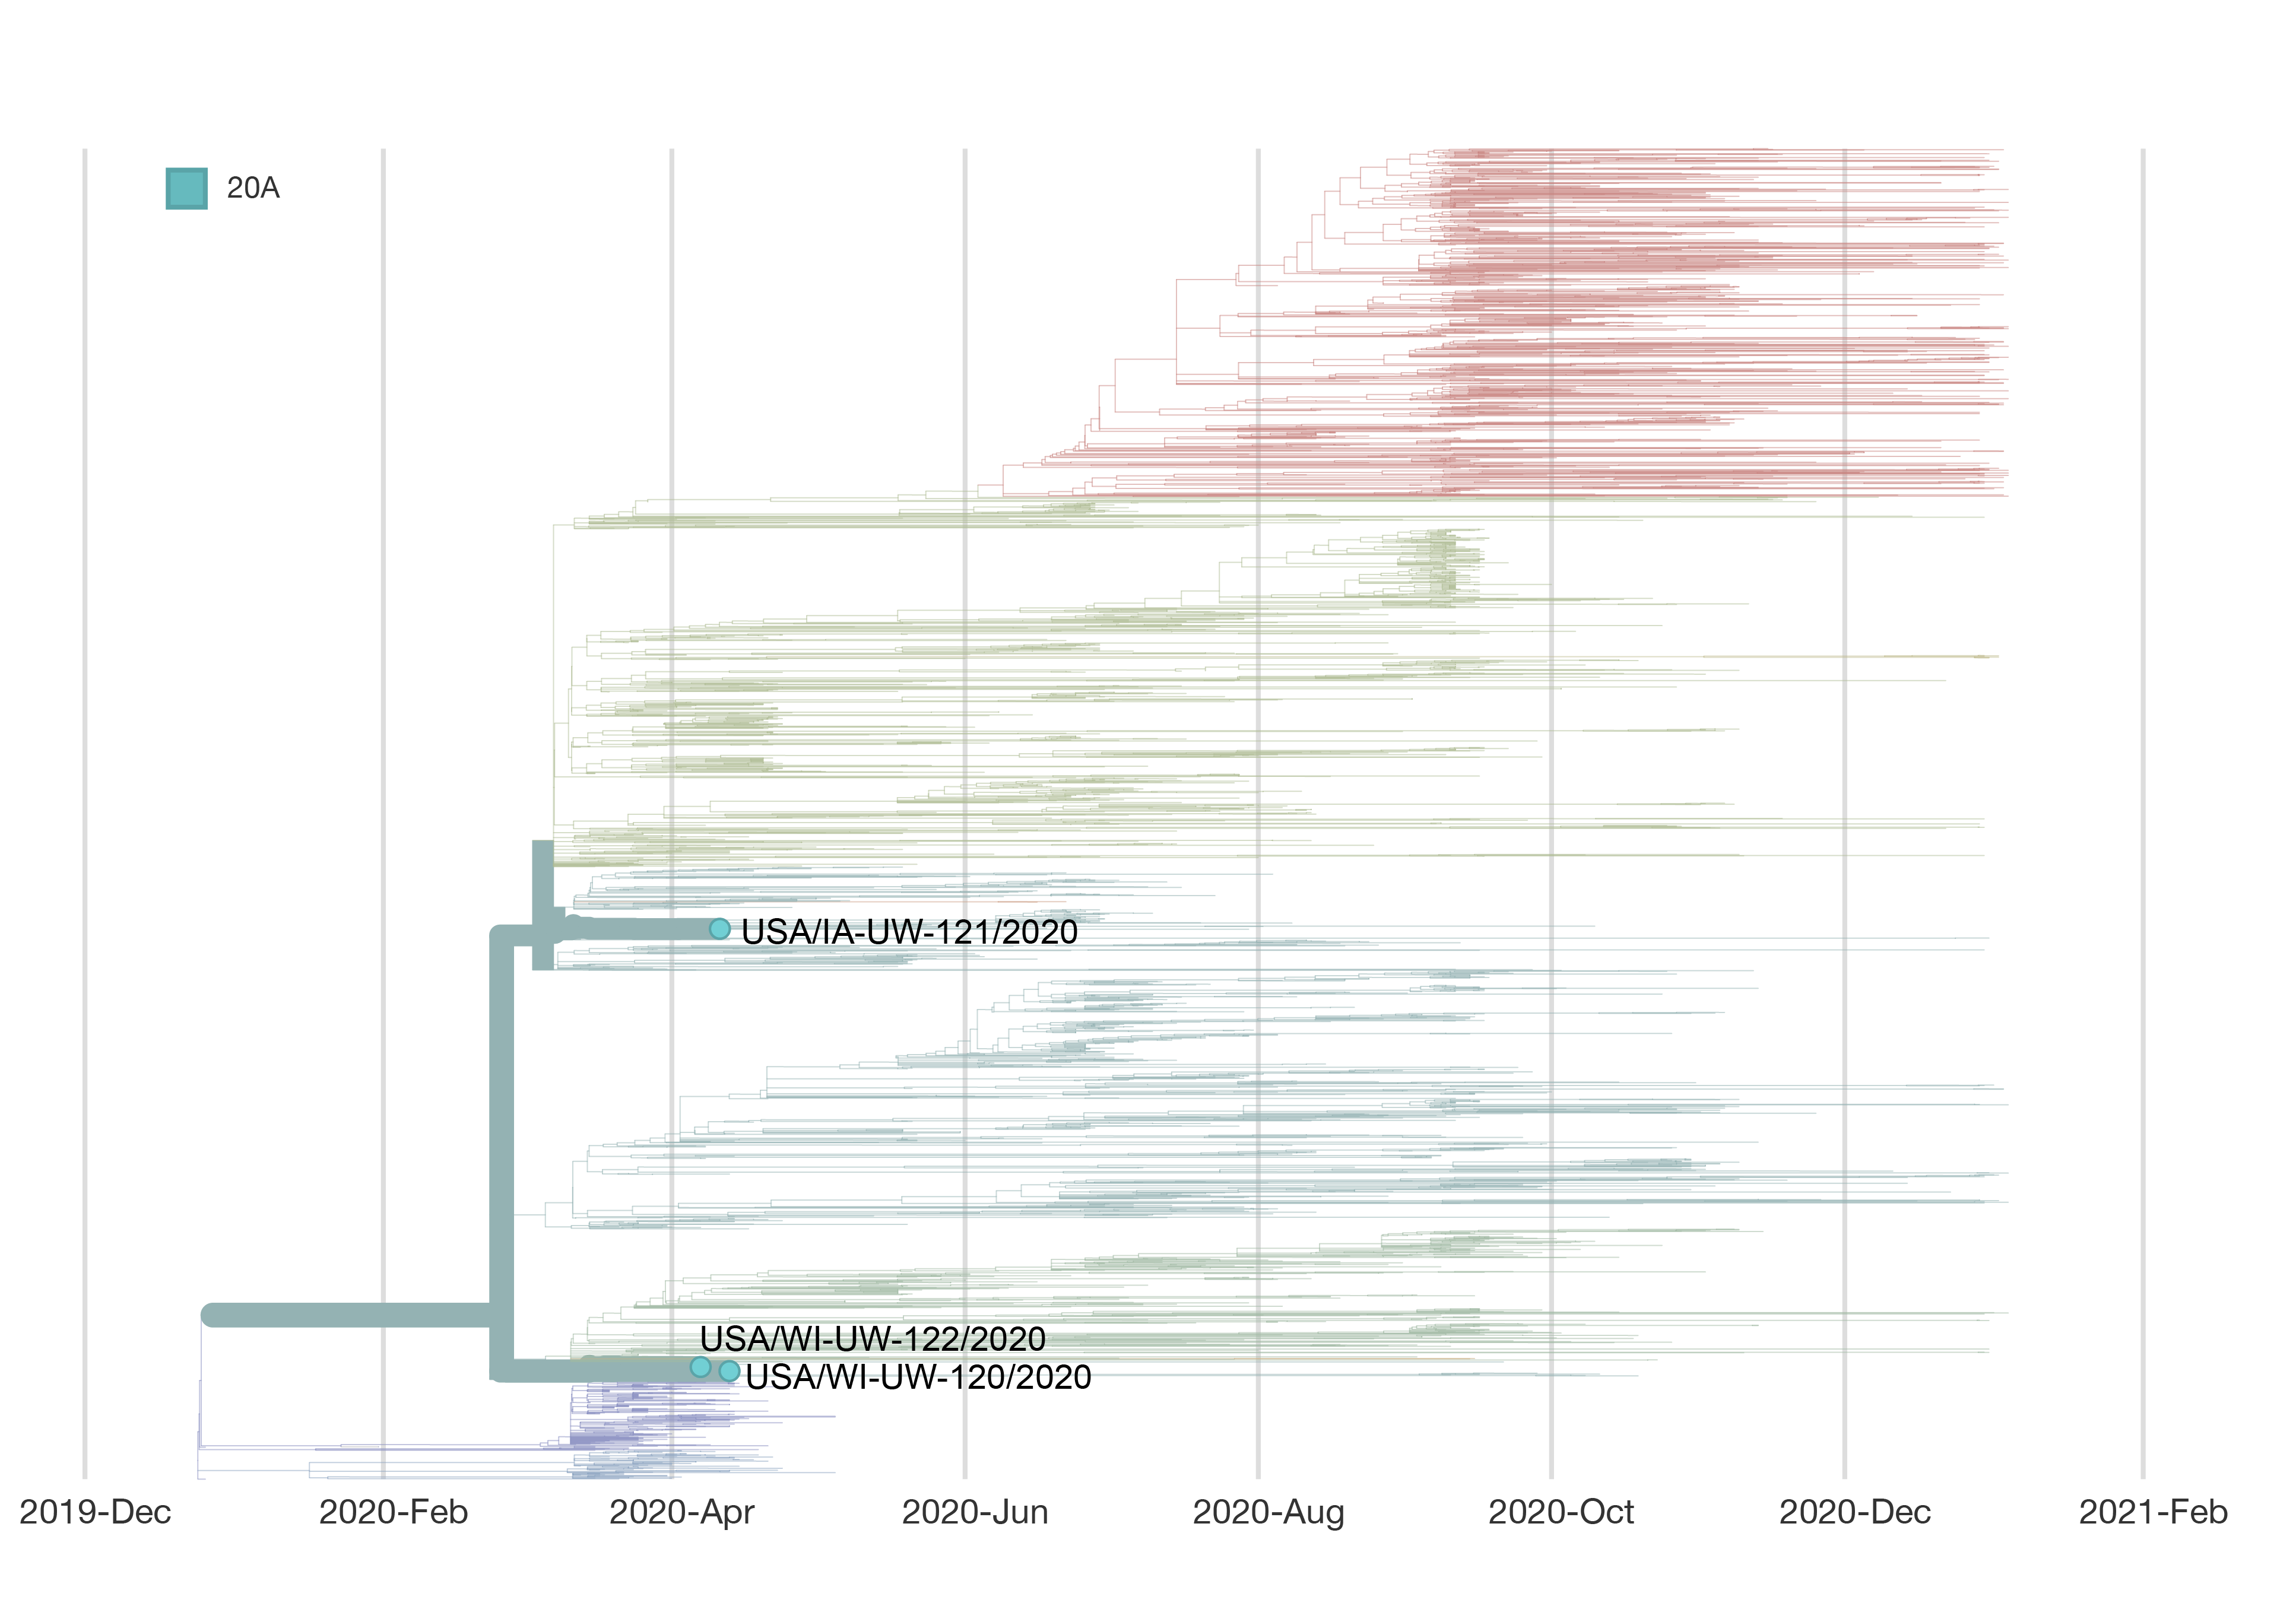 20A
USA/IA-UW-121/2020
USA/WI-UW-122/2020
USA/WI-UW-120/2020
2019-Dec
2020-Feb
2020-Apr
2020-Jun
2020-Aug
2020-Oct
2020-Dec
2021-Feb